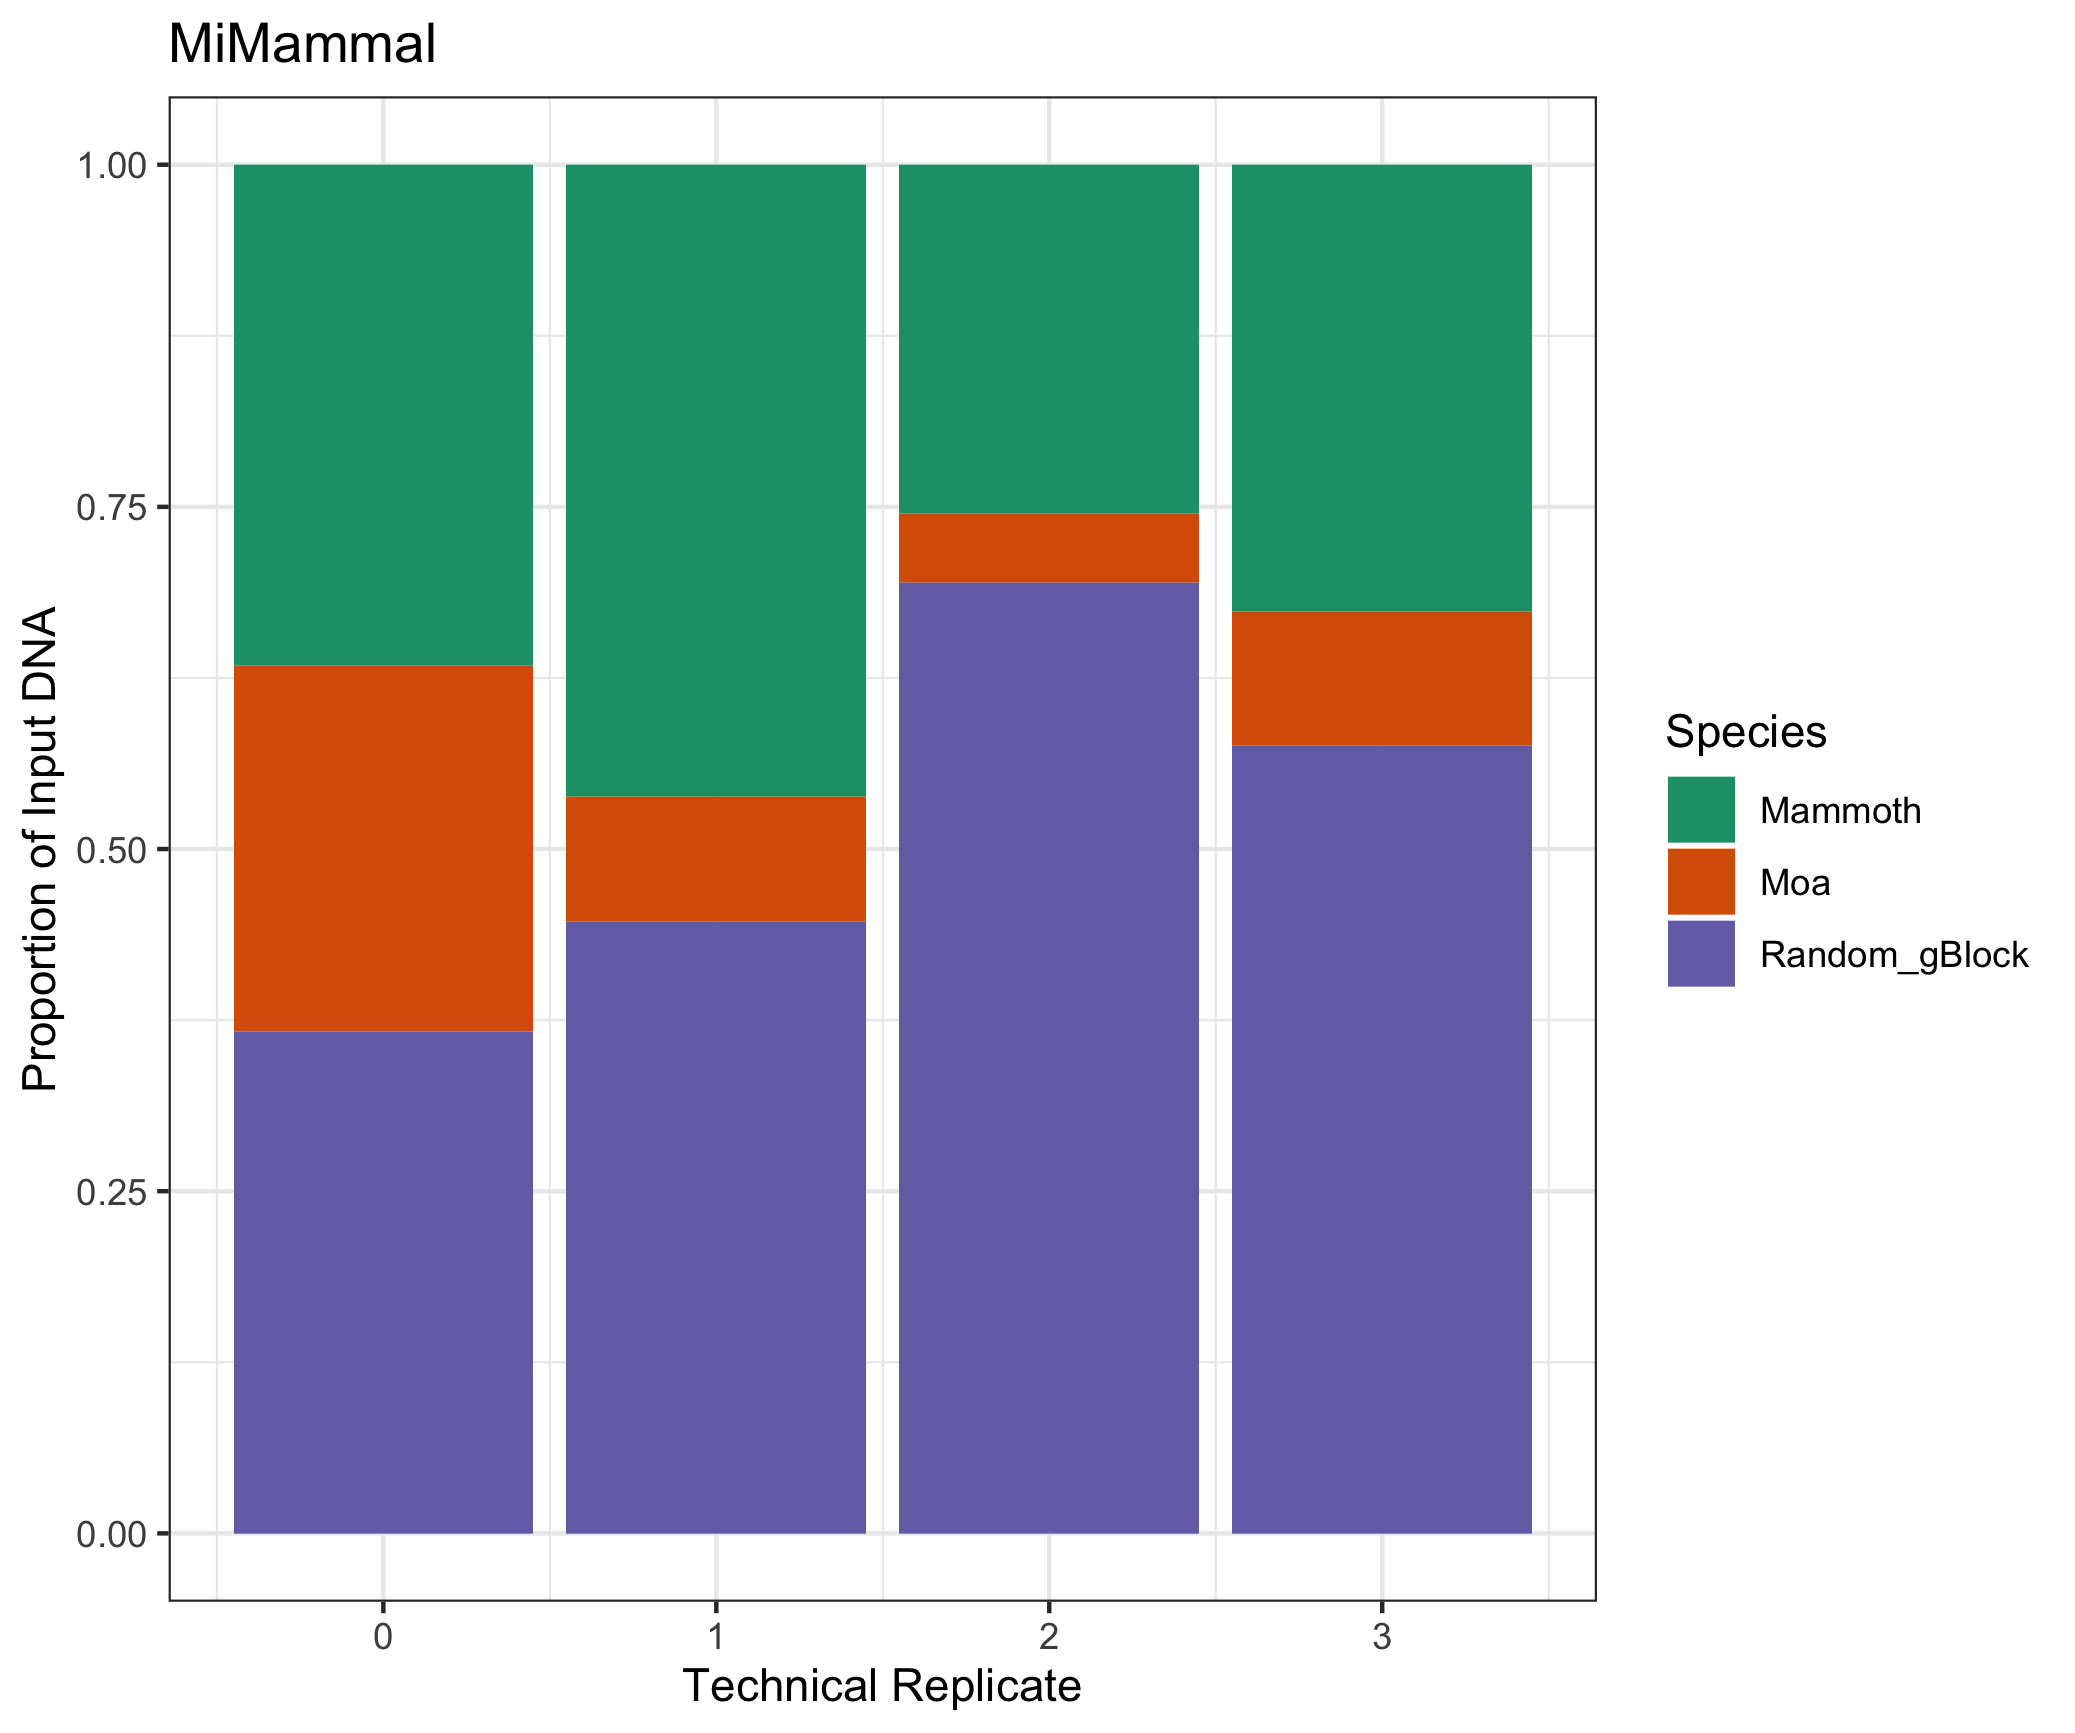 MiMammal
Proportion of Input DNA
1.00
0.75
0.50
0.25
0.00
0 1 2 3
Technical Replicate
Species
Mammoth
Moa
Random_gBlock